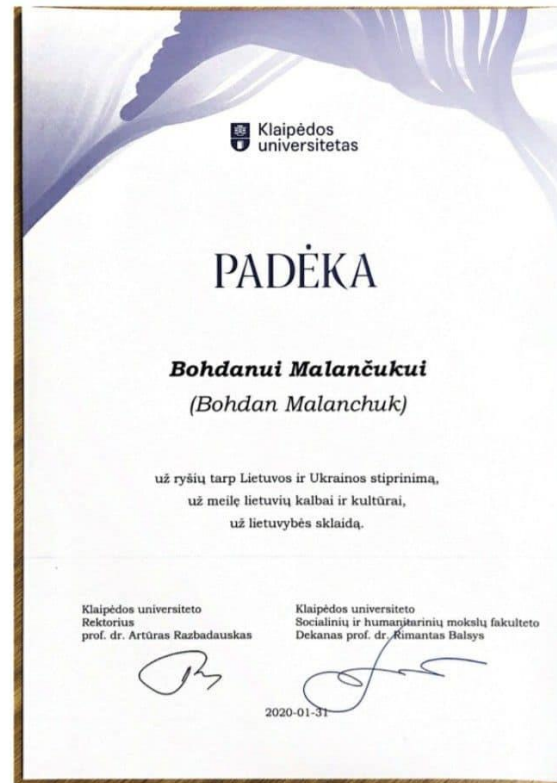 Klaipėdos
universitetas
PADĖKA
Bohdanui Malančukui
(Bohdan Malanchuk)
už ryšių tarp Lietuvos ir Ukrainos stiprinimą,
už meilę lietuvių kalbai ir kultūrai,
už lietuvybės sklaidą.
Klaipėdos universiteto
Rektorius
prof. dr. Artūras Razbadauskas
Klaipėdos universiteto
Socialinių ir humanitarinių mokslų fakulteto
Dekanas prof. dr. Rimantas Balsys
2020-01-31